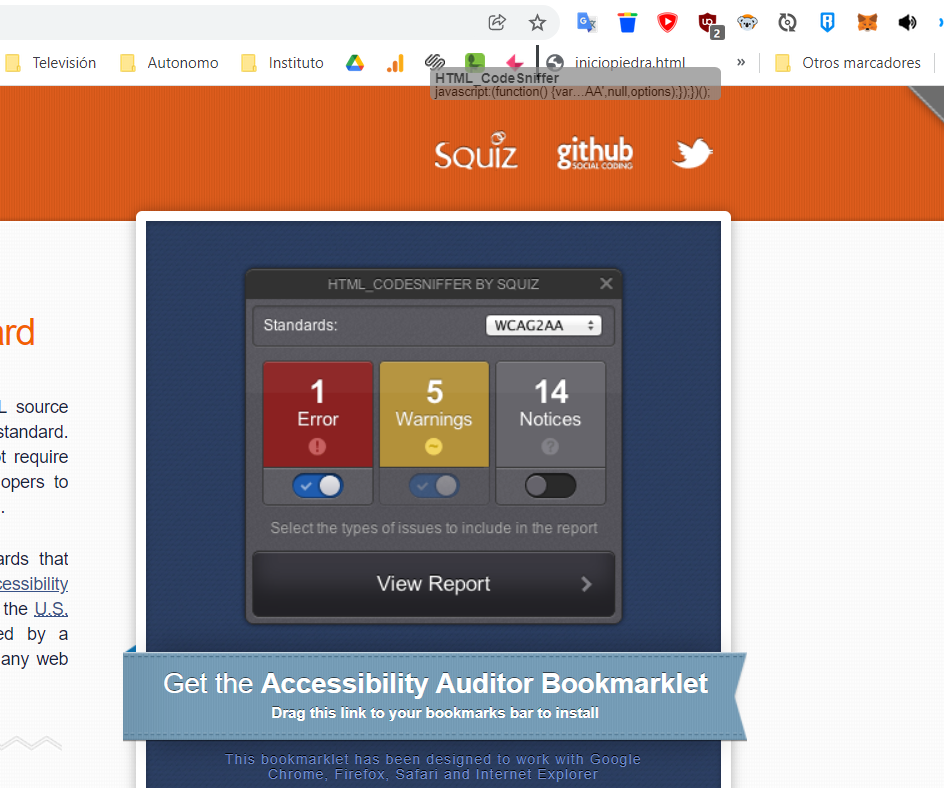 2
Televisión
Autonomo
Instituto
iniciopiedra.html
»
Otros marcadores
HTML_CodeSniffer
javascript:(function() {var…AA',null,options);});})();
SQUIZ
github
SOCIAL CODING
HTML_CODESNIFFER BY SQUIZ
Standards:
WCAG2AA
ard
1
5
14
Error
Warnings
Notices
L source
standard.
ot require
opers to
.
Select the types of issues to include in the report
ards that
cessibility
the U.S.
ed by a
any web
View Report
Get the Accessibility Auditor Bookmarklet
Drag this link to your bookmarks bar to install
This bookmarklet has been designed to work with Google
Chrome, Firefox, Safari and Internet Explorer